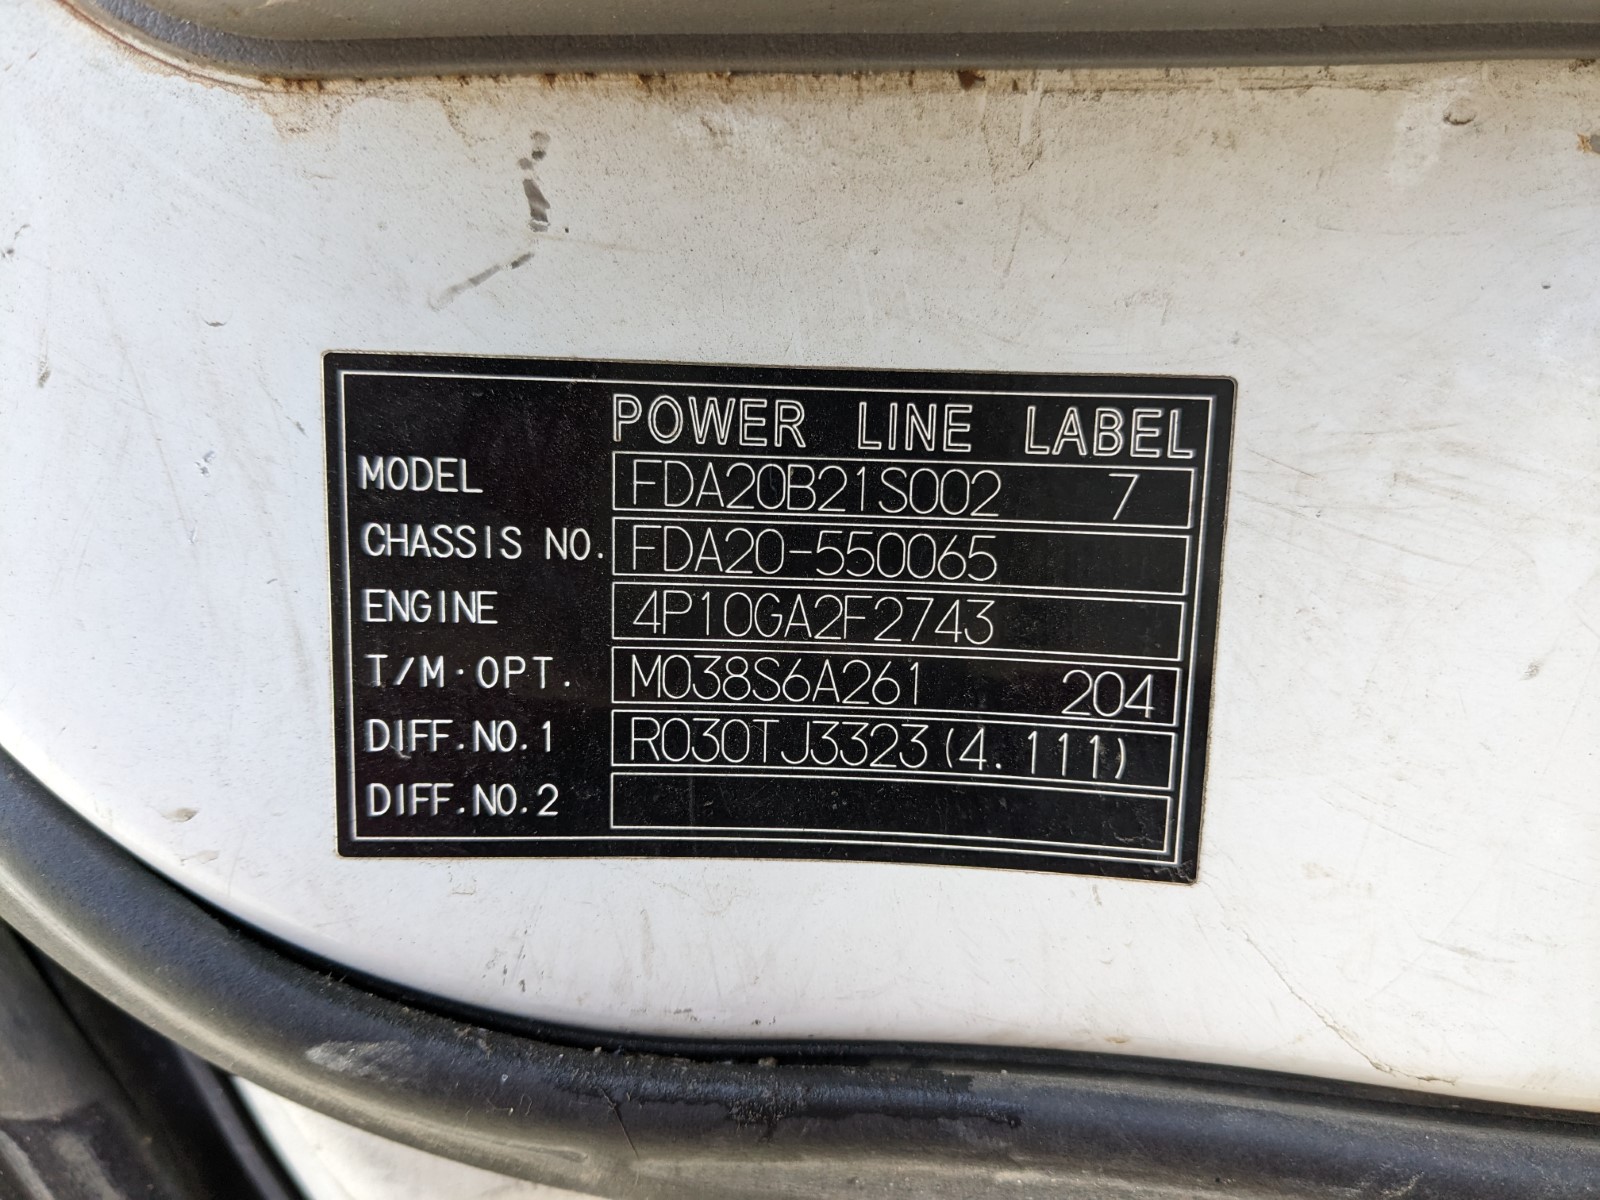 POWER LINE LABEL
MODEL FDA20B21S002 7
CHASSIS NO. FDA20-550065
ENGINE 4P10GA2F2743
T/M·OPT. M038S6A261 204
DIFF.NO.1 R030TJ3323(4.111)
DIFF.NO.2